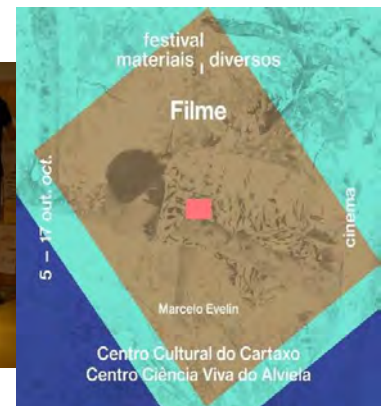 festival
materiais diversos
Filme
5 – 17 out. oct.
cinema
Marcelo Evelin
Centro Cultural do Cartaxo
Centro Ciência Viva do Alviela